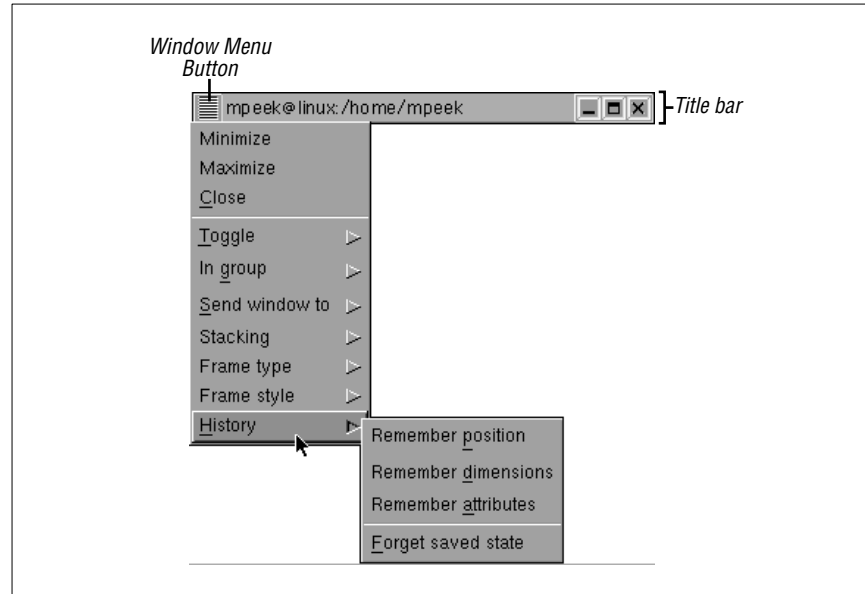 Window Menu
Button
mpeek@linux:/home/mpeek
Title bar
Minimize
Maximize
Close
Toggle
In group
Send window to
Stacking
Frame type
Frame style
History
Remember position
Remember dimensions
Remember attributes
Forget saved state